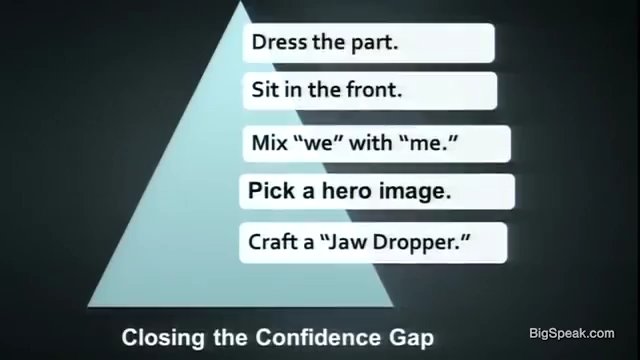 Dress the part.
Sit in the front.
Mix “we” with “me.”
Pick a hero image.
Craft a “Jaw Dropper.”
Closing the Confidence Gap
BigSpeak.com